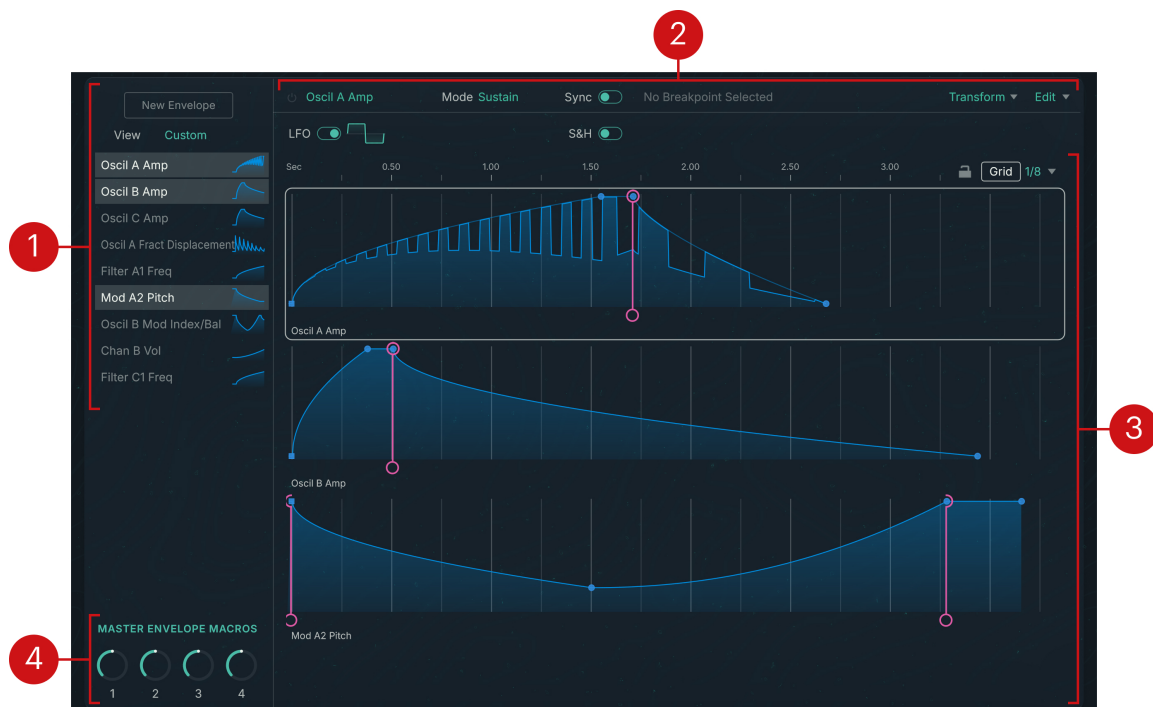 2
New Envelope
View Custom
Oscil A Amp
Oscil B Amp
Oscil C Amp
Oscil A Fract Displacement
Filter A1 Freq
Mod A2 Pitch
Oscil B Mod Index/Bal
Chan B Vol
Filter C1 Freq
1
Oscil A Amp Mode Sustain Sync No Breakpoint Selected Transform Edit
LFO S&H
Sec 0.50 1.00 1.50 2.00 2.50 3.00 Grid 1/8
Oscil A Amp
Oscil B Amp
Mod A2 Pitch
3
MASTER ENVELOPE MACROS
1 2 3 4
4